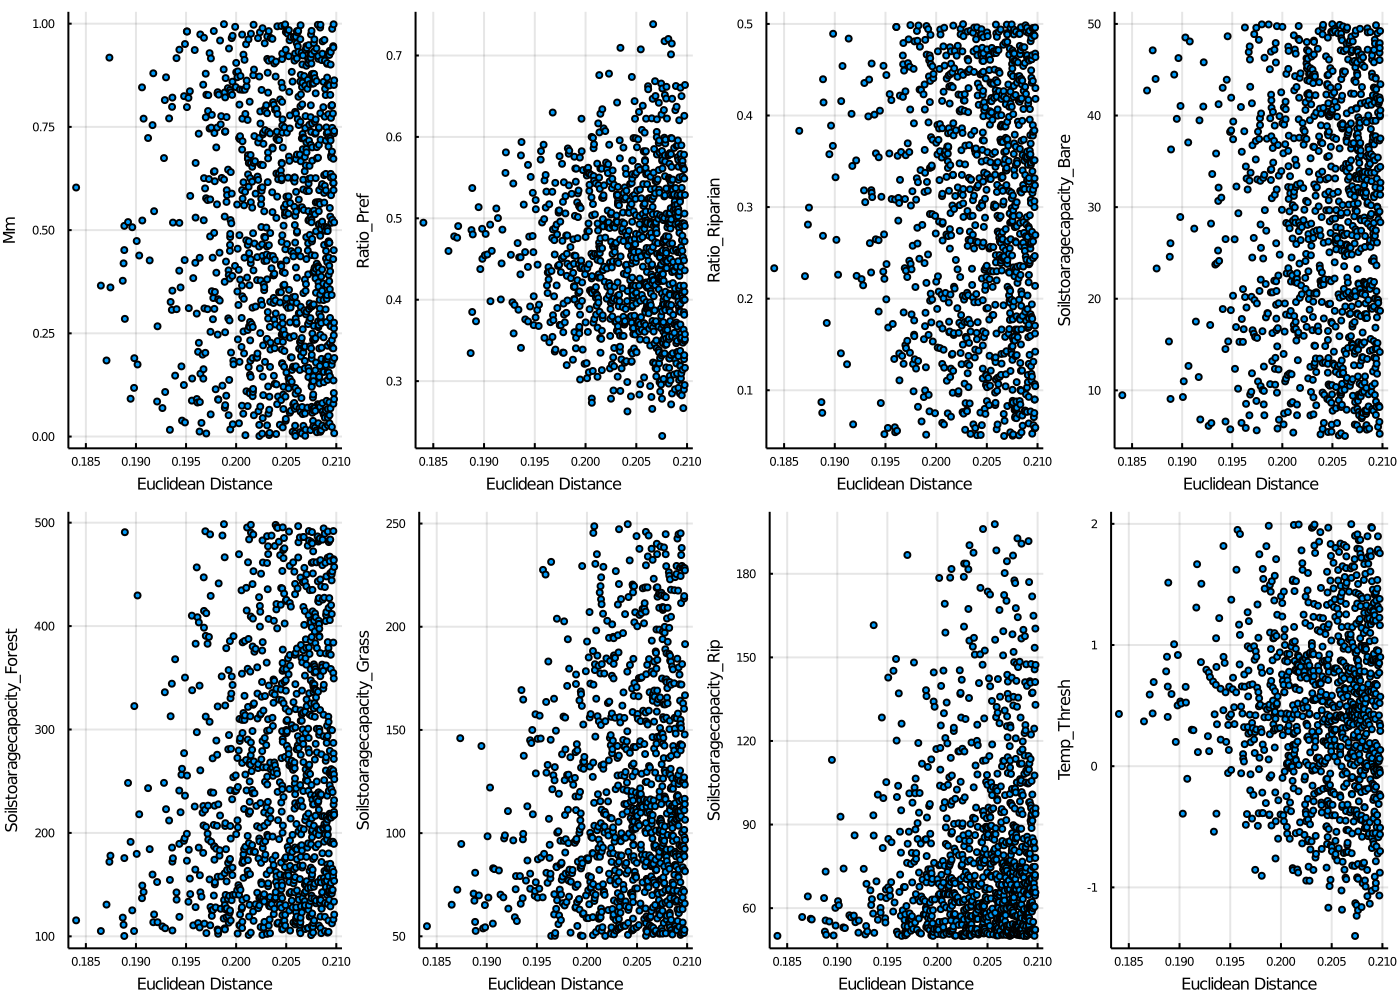 1.00
0.75
0.50
0.25
0.00
Mm
0.185 0.190 0.195 0.200 0.205 0.210
Euclidean Distance
0.7
0.6
0.5
0.4
0.3
Ratio_Pref
0.185 0.190 0.195 0.200 0.205 0.210
Euclidean Distance
0.5
0.4
0.3
0.2
0.1
Ratio_Riparian
0.185 0.190 0.195 0.200 0.205 0.210
Euclidean Distance
50
40
30
20
10
Soilstoaragecapacity_Bare
0.185 0.190 0.195 0.200 0.205 0.210
Euclidean Distance
500
400
300
200
100
Soilstoaragecapacity_Forest
0.185 0.190 0.195 0.200 0.205 0.210
Euclidean Distance
250
200
150
100
50
Soilstoaragecapacity_Grass
0.185 0.190 0.195 0.200 0.205 0.210
Euclidean Distance
180
150
120
90
60
Soilstoaragecapacity_Rip
0.185 0.190 0.195 0.200 0.205 0.210
Euclidean Distance
2
1
0
-1
Temp_Thresh
0.185 0.190 0.195 0.200 0.205 0.210
Euclidean Distance